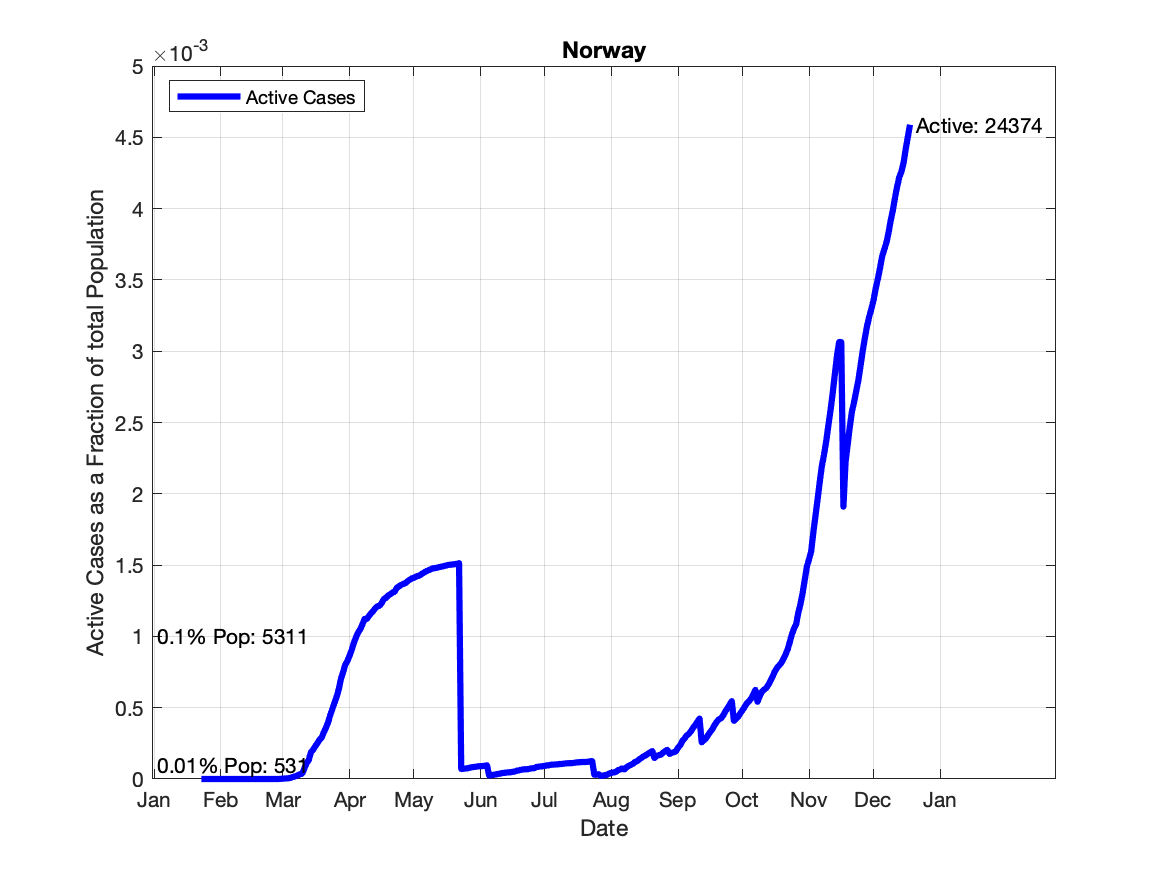 Norway
×10-3
5
4.5
4
3.5
3
2.5
2
1.5
1
0.5
0
Active Cases as a Fraction of total Population
Active Cases
Active: 24374
0.1% Pop: 5311
0.01% Pop: 531
Jan Feb Mar Apr May Jun Jul Aug Sep Oct Nov Dec Jan
Date